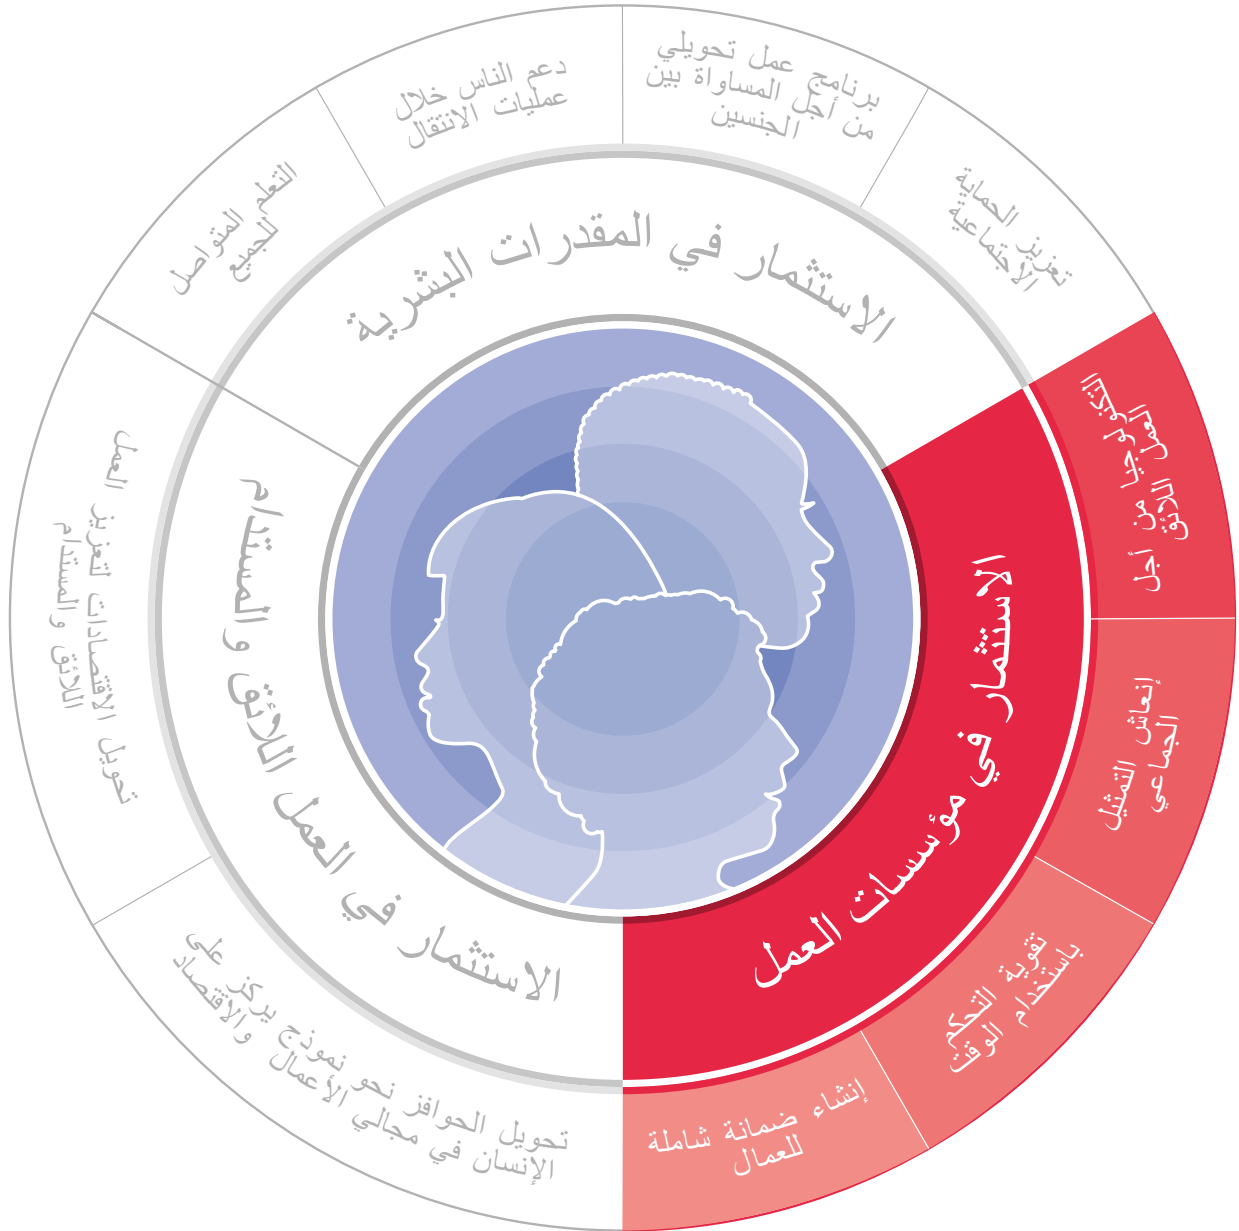 الاستثمار في المقدرات البشرية
التعلم المتواصل
للجميع
دعم الناس خلال
عمليات الانتقال
برنامج عمل تحويلي
من أجل المساواة بين
الجنسين
تعزيز الحماية
الاجتماعية
الاستثمار في مؤسسات العمل
التكنولوجيا من أجل
العمل اللائق
إنعاش التمثيل
الجماعي
تقوية التحكم
باستخدام الوقت
إنشاء ضمانة شاملة
للعمال
الاستثمار في العمل اللائق والمستدام
تحويل الاقتصادات لتعزيز العمل
اللائق والمستدام
تحويل الحوافز نحو نموذج يركز على
الإنسان في مجالي الأعمال والاقتصاد